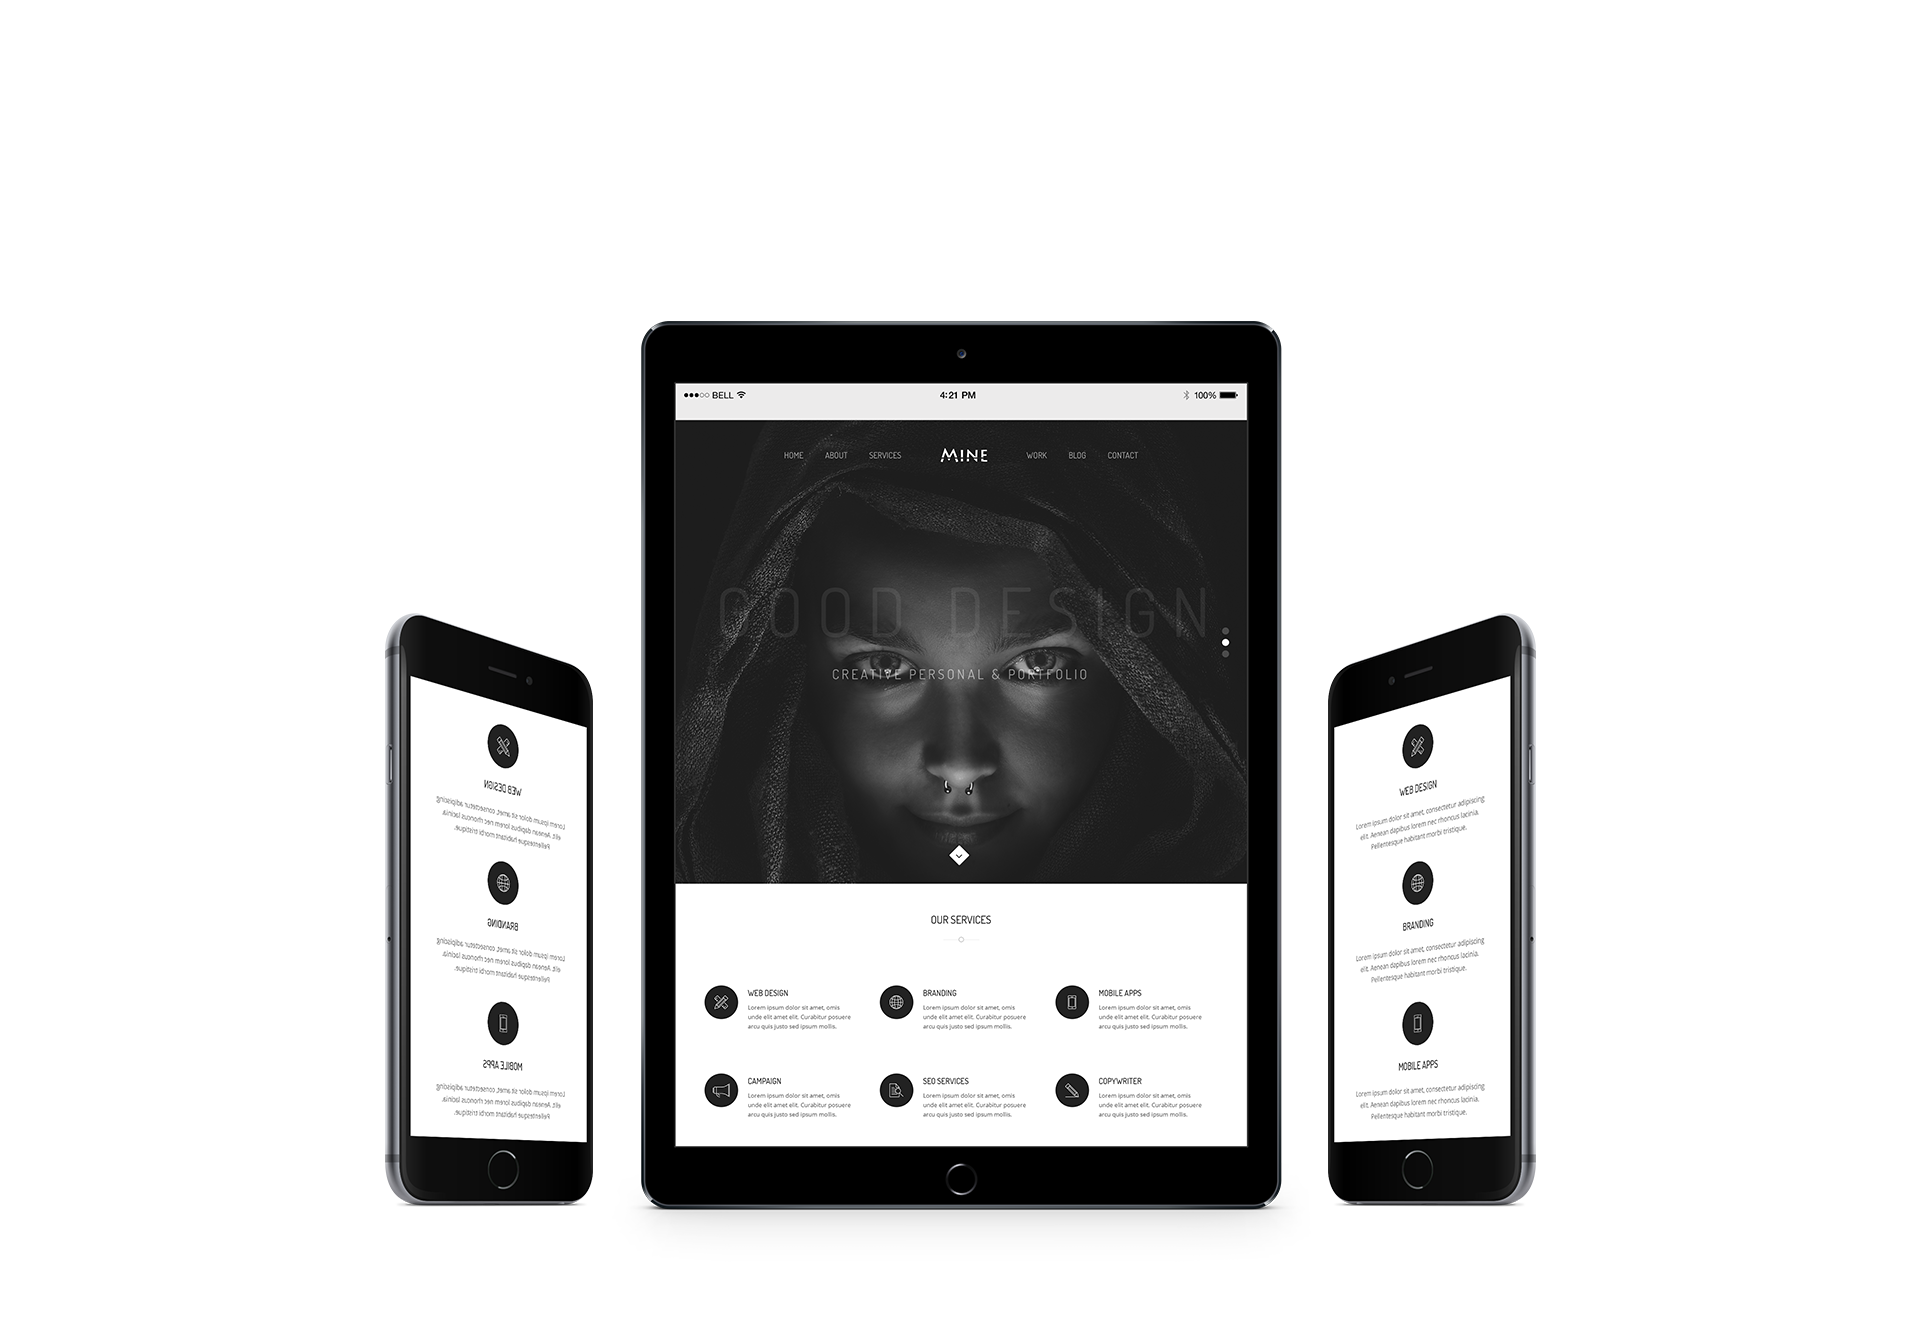 BELL
4:21 PM
100%
HOME ABOUT SERVICES MINE WORK BLOG CONTACT
GOOD DESIGN
CREATIVE PERSONAL & PORTFOLIO
OUR SERVICES
WEB DESIGN
Lorem ipsum dolor sit amet, omis
unde elit amet elit. Curabitur posuere
arcu quis justo sed ipsum mollis.
BRANDING
Lorem ipsum dolor sit amet, omis
unde elit amet elit. Curabitur posuere
arcu quis justo sed ipsum mollis.
MOBILE APPS
Lorem ipsum dolor sit amet, omis
unde elit amet elit. Curabitur posuere
arcu quis justo sed ipsum mollis.
CAMPAIGN
Lorem ipsum dolor sit amet, omis
unde elit amet elit. Curabitur posuere
arcu quis justo sed ipsum mollis.
SEO SERVICES
Lorem ipsum dolor sit amet, omis
unde elit amet elit. Curabitur posuere
arcu quis justo sed ipsum mollis.
COPYWRITER
Lorem ipsum dolor sit amet, omis
unde elit amet elit. Curabitur posuere
arcu quis justo sed ipsum mollis.
WEB DESIGN
Lorem ipsum dolor sit amet, consectetur adipiscing
elit. Aenean dapibus lorem nec rhoncus lacinia.
Pellentesque habitant morbi tristique.
BRANDING
Lorem ipsum dolor sit amet, consectetur adipiscing
elit. Aenean dapibus lorem nec rhoncus lacinia.
Pellentesque habitant morbi tristique.
MOBILE APPS
Lorem ipsum dolor sit amet, consectetur adipiscing
elit. Aenean dapibus lorem nec rhoncus lacinia.
Pellentesque habitant morbi tristique.
WEB DESIGN
Lorem ipsum dolor sit amet, consectetur adipiscing
elit. Aenean dapibus lorem nec rhoncus lacinia.
Pellentesque habitant morbi tristique.
BRANDING
Lorem ipsum dolor sit amet, consectetur adipiscing
elit. Aenean dapibus lorem nec rhoncus lacinia.
Pellentesque habitant morbi tristique.
MOBILE APPS
Lorem ipsum dolor sit amet, consectetur adipiscing
elit. Aenean dapibus lorem nec rhoncus lacinia.
Pellentesque habitant morbi tristique.